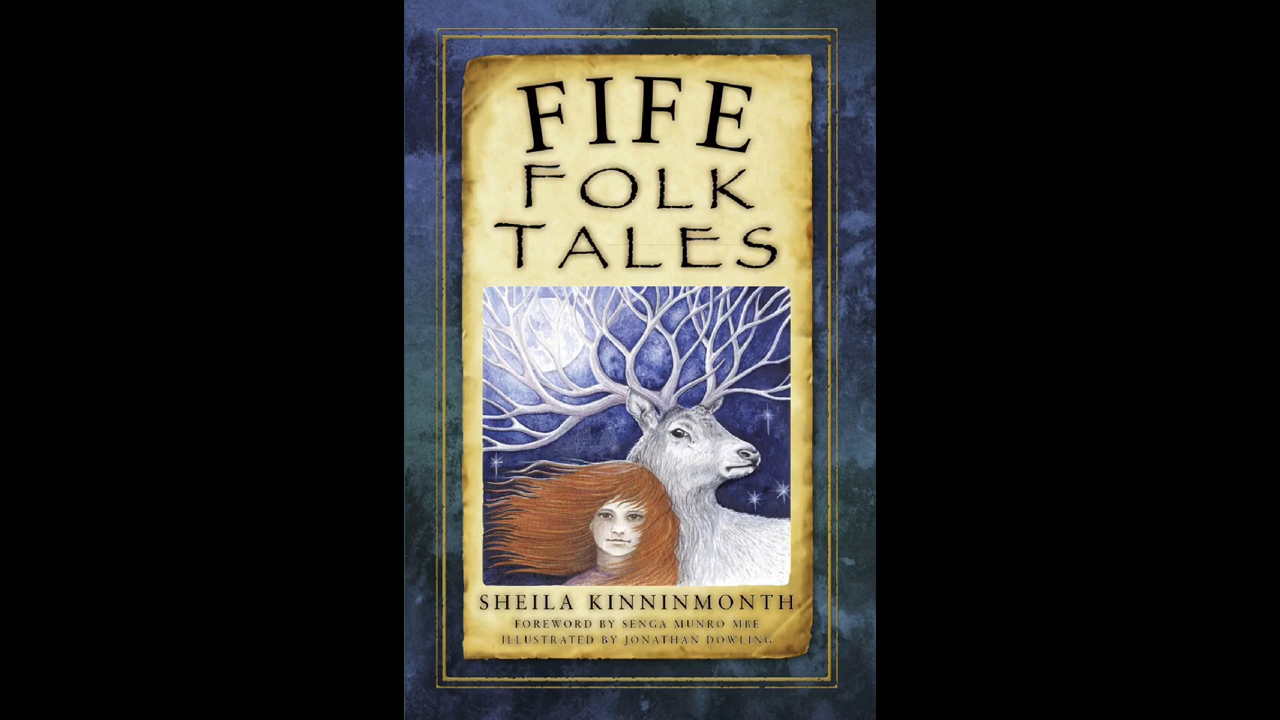 FIFE
FOLK
TALES
SHEILA KINNINMONTH
FOREWORD BY SENGA MUNRO MBE
ILLUSTRATED BY JONATHAN DOWLING